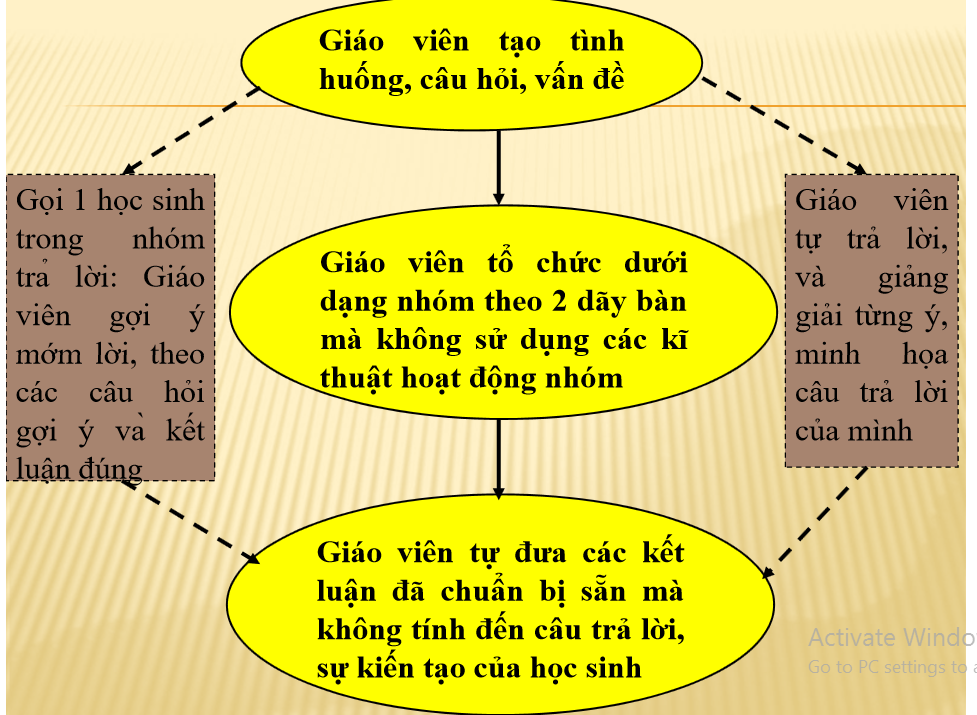 Giáo viên tạo tình
huống, câu hỏi, vấn đề
Gọi 1 học sinh
trong nhóm
trả lời: Giáo
viên gợi ý
mớm lời, theo
các câu hỏi
gợi ý và kết
luận đúng
Giáo viên tổ chức dưới
dạng nhóm theo 2 dãy bàn
mà không sử dụng các kĩ
thuật hoạt động nhóm
Giáo viên
tự trả lời,
và giảng
giải từng ý,
minh họa
câu trả lời
của mình
Giáo viên tự đưa các kết
luận đã chuẩn bị sẵn mà
không tính đến câu trả lời,
sự kiến tạo của học sinh
Activate Windo
Go to PC settings to a